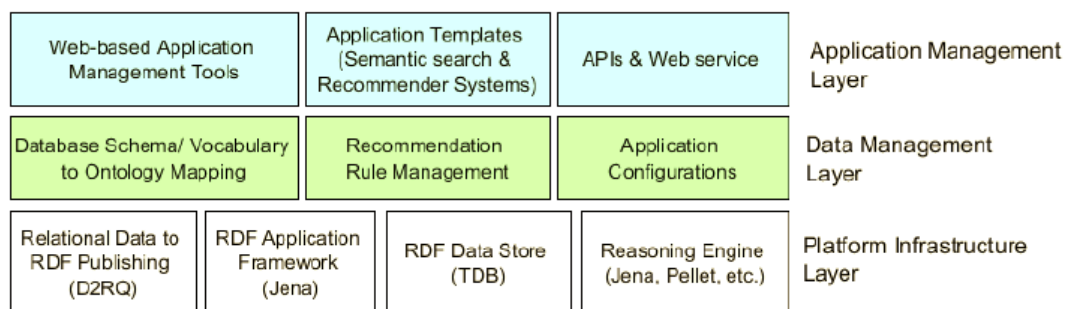 Web-based Application
Management Tools
Application Templates
(Semantic search &
Recommender Systems)
APIs & Web service
Application Management
Layer
Database Schema/ Vocabulary
to Ontology Mapping
Recommendation
Rule Management
Application
Configurations
Data Management
Layer
Relational Data to
RDF Publishing
(D2RQ)
RDF Application
Framework
(Jena)
RDF Data Store
(TDB)
Reasoning Engine
(Jena, Pellet, etc.)
Platform Infrastructure
Layer